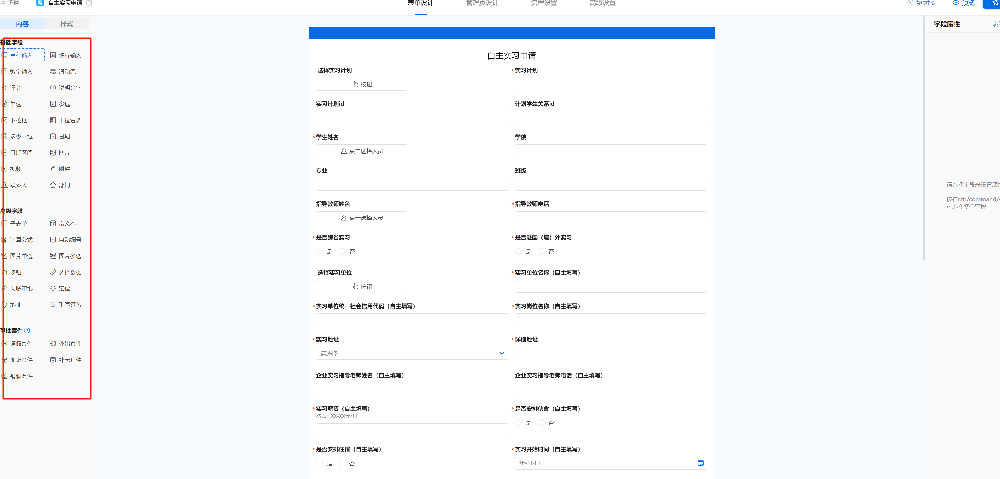 返回 自主实习申请 表单设计 管理页设计 流程设置 高级设置 帮助中心 预览
内容 样式
基础字段
单行输入 多行输入
数字输入 滑动条
评分 说明文字
单选 多选
下拉框 下拉复选
多级下拉 日期
日期区间 图片
视频 附件
联系人 部门
高级字段
子表单 富文本
计算公式 自动编号
图片单选 图片多选
按钮 选择数据
关联审批 定位
地址 手写签名
审批套件
请假套件 外出套件
加班套件 补卡套件
销假套件
自主实习申请
选择实习计划 *实习计划
按钮
实习计划id 计划学生关系id
*学生姓名 学院
点击选择人员
专业 班级
指导教师姓名 *指导教师电话
点击选择人员
*是否跨省实习 *是否赴国（境）外实习
是 否 是 否
选择实习单位 *实习单位名称（自主填写）
按钮
*实习单位统一社会信用代码（自主填写） *实习岗位名称（自主填写）
*实习地址 *详细地址
请选择
企业实习指导老师姓名（自主填写） 企业实习指导老师电话（自主填写）
*实习薪资（自主填写） *是否安排伙食（自主填写）
格式：XX-XX元/月
是 否
*是否安排住宿（自主填写） *实习开始时间（自主填写）
是 否 年-月-日
字段属性
请选择字段来设置属
按住ctrl/command/
可选择多个字段